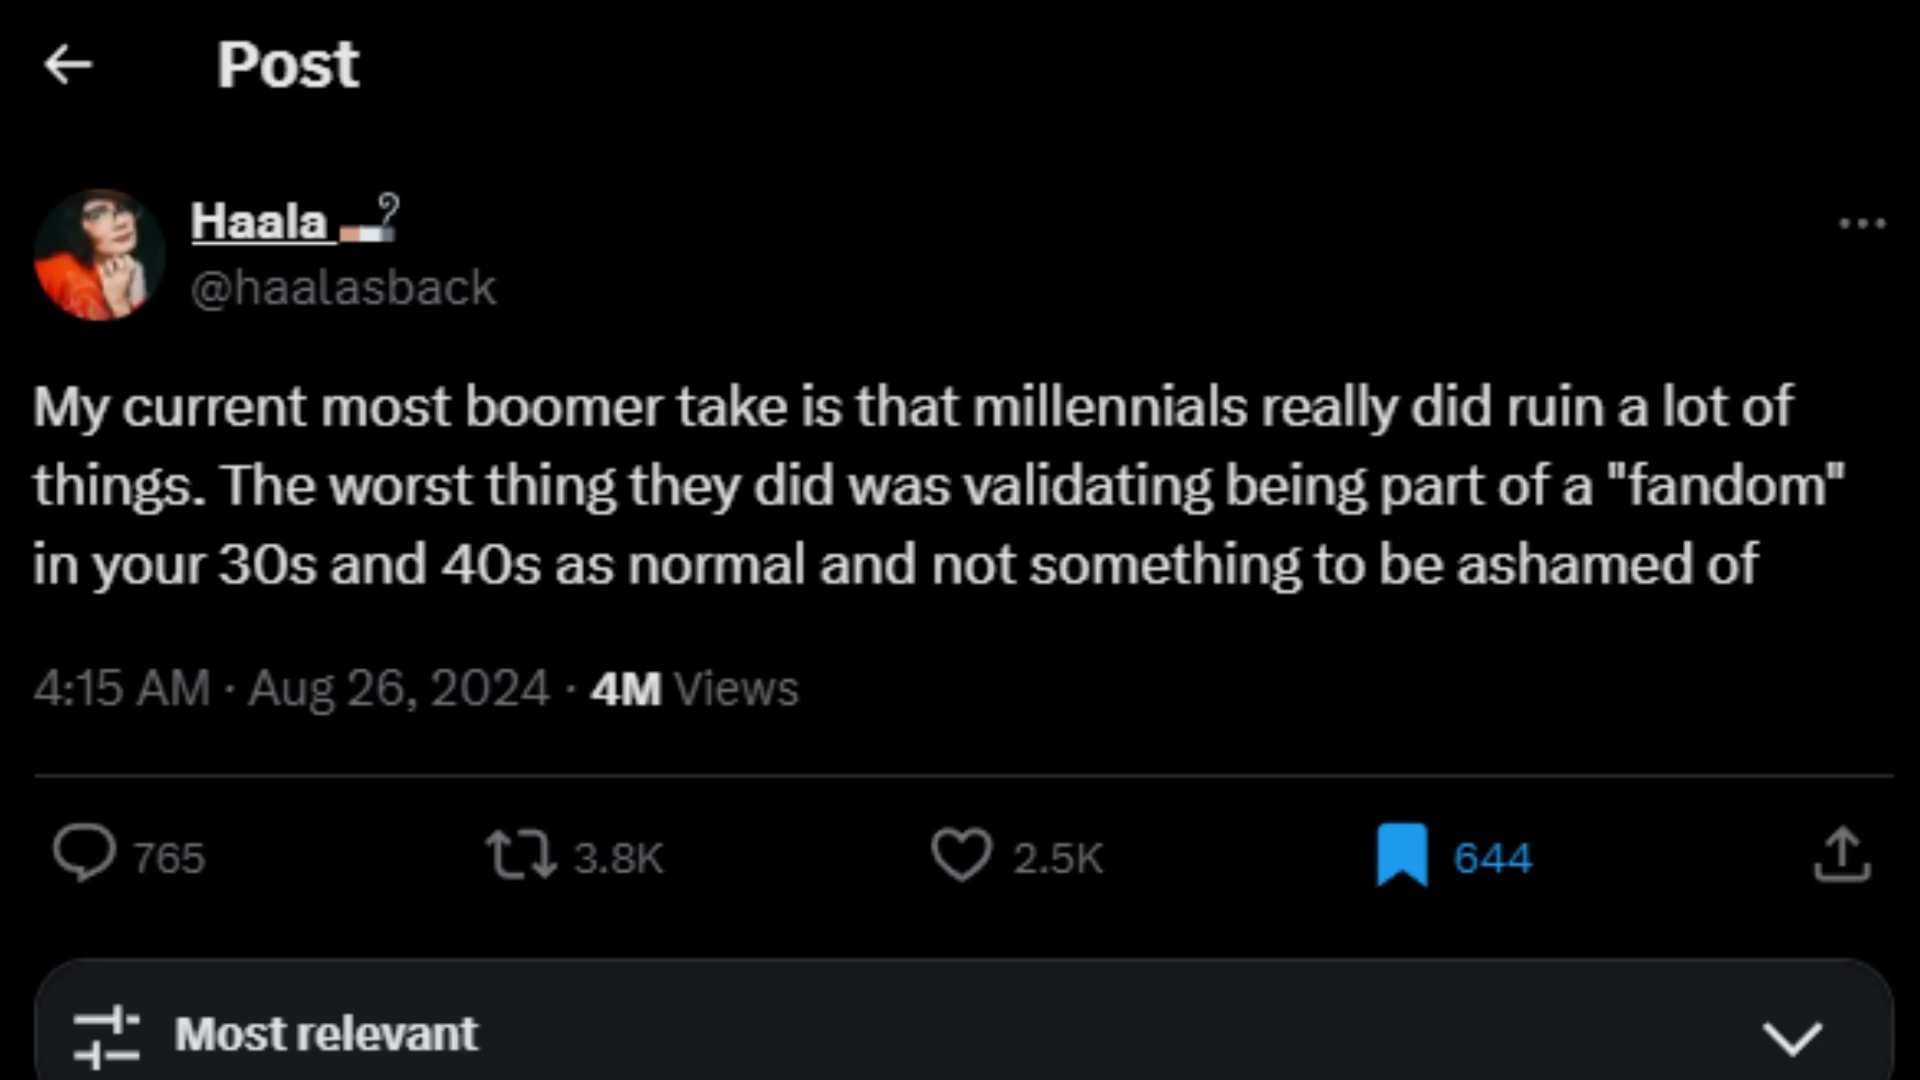 Post
Haala 🚬
@haalasback
My current most boomer take is that millennials really did ruin a lot of
things. The worst thing they did was validating being part of a "fandom"
in your 30s and 40s as normal and not something to be ashamed of
4:15 AM · Aug 26, 2024 · 4M Views
765 3.8K 2.5K 644
Most relevant